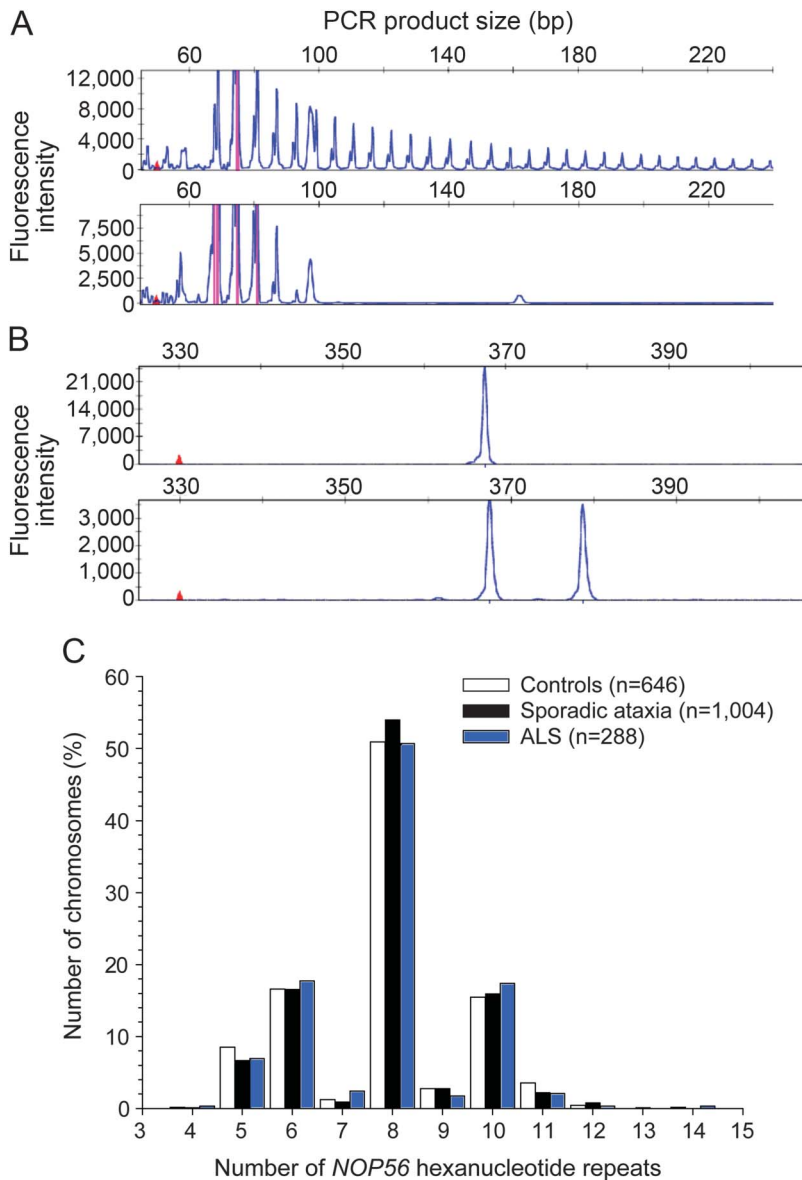 A
PCR product size (bp)
60 100 140 180 220
12,000
8,000
4,000
0
Fluorescence
intensity
60 100 140 180 220
7,500
5,000
2,500
0
Fluorescence
intensity
B
330 350 370 390
21,000
14,000
7,000
0
Fluorescence
intensity
330 350 370 390
3,000
2,000
1,000
0
Fluorescence
intensity
C
60
50
40
30
20
10
0
Number of chromosomes (%)
Controls (n=646)
Sporadic ataxia (n=1,004)
ALS (n=288)
3 4 5 6 7 8 9 10 11 12 13 14 15
Number of NOP56 hexanucleotide repeats